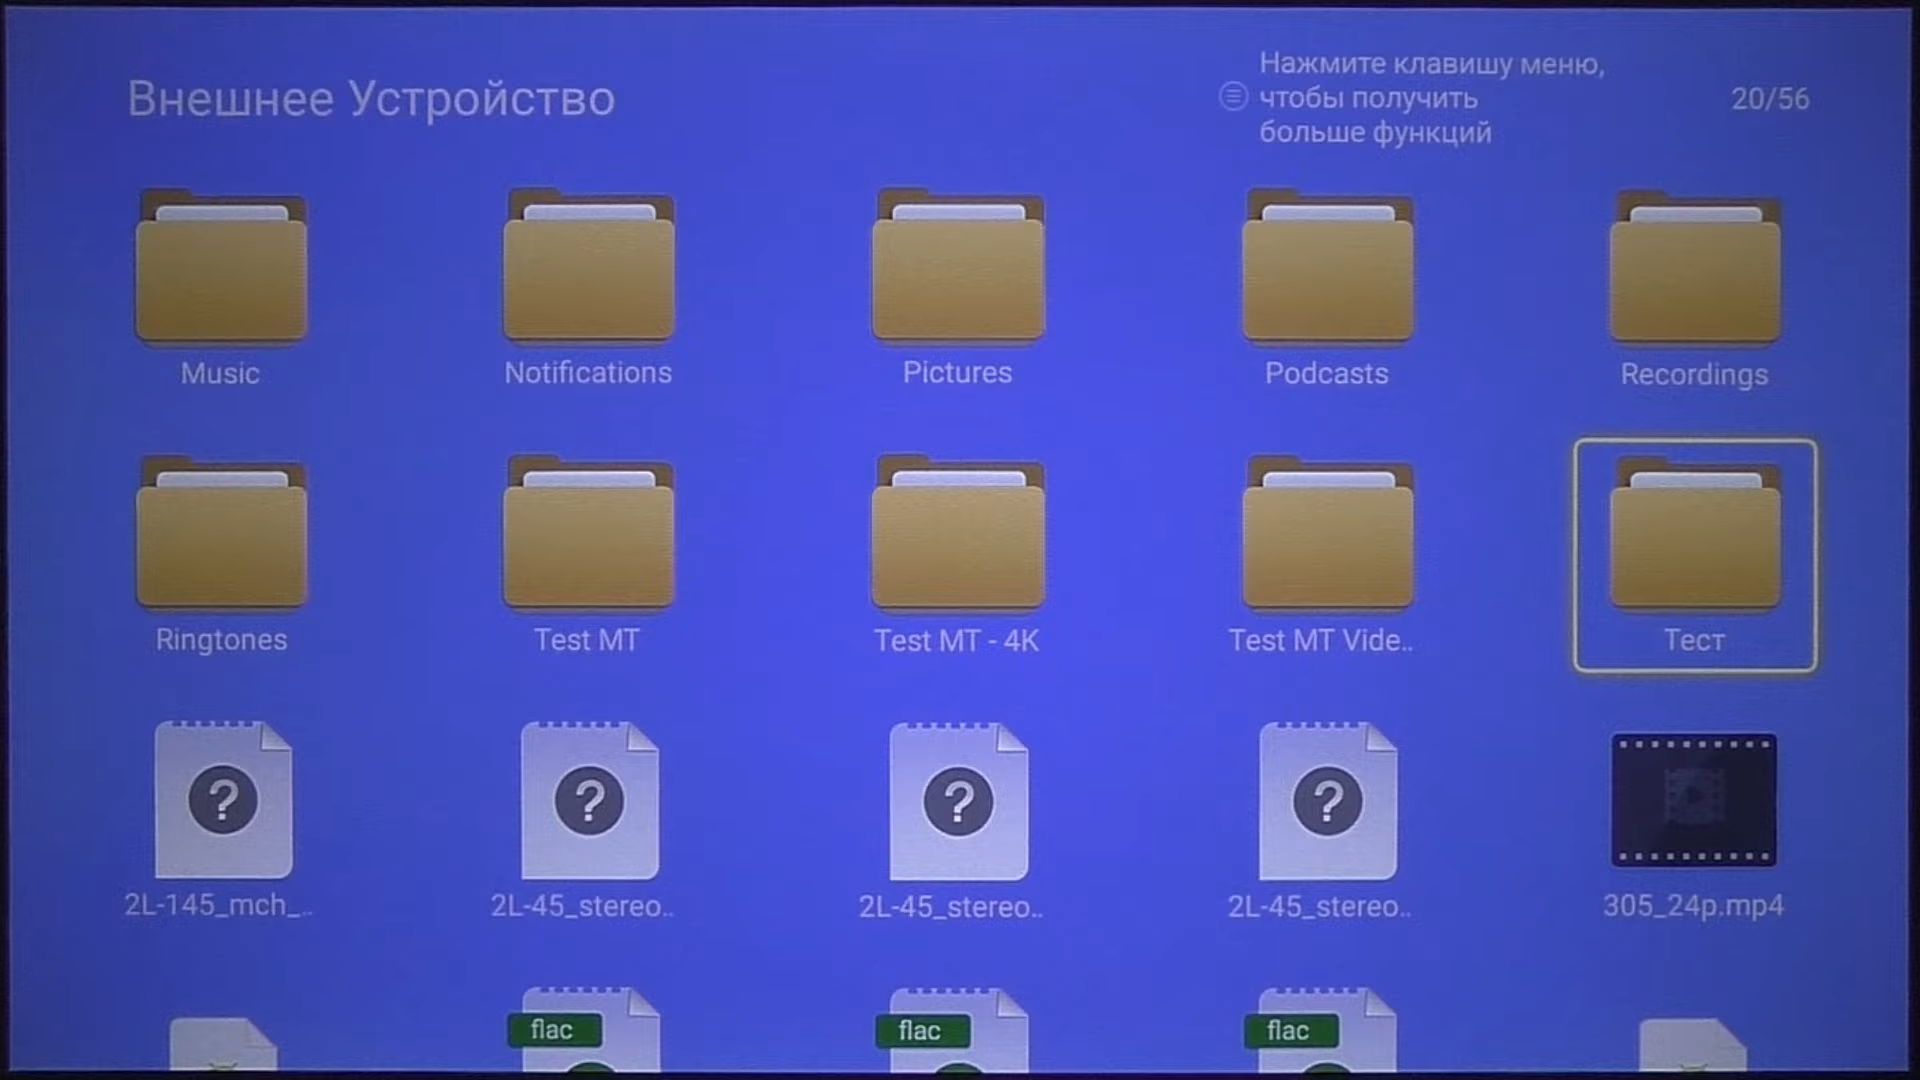 Внешнее Устройство
Нажмите клавишу меню,
чтобы получить
больше функций
20/56
Music
Notifications
Pictures
Podcasts
Recordings
Ringtones
Test MT
Test MT - 4K
Test MT Vide..
Тест
?
?
?
?
2L-145_mch_..
2L-45_stereo..
2L-45_stereo..
2L-45_stereo..
305_24p.mp4
flac
flac
flac